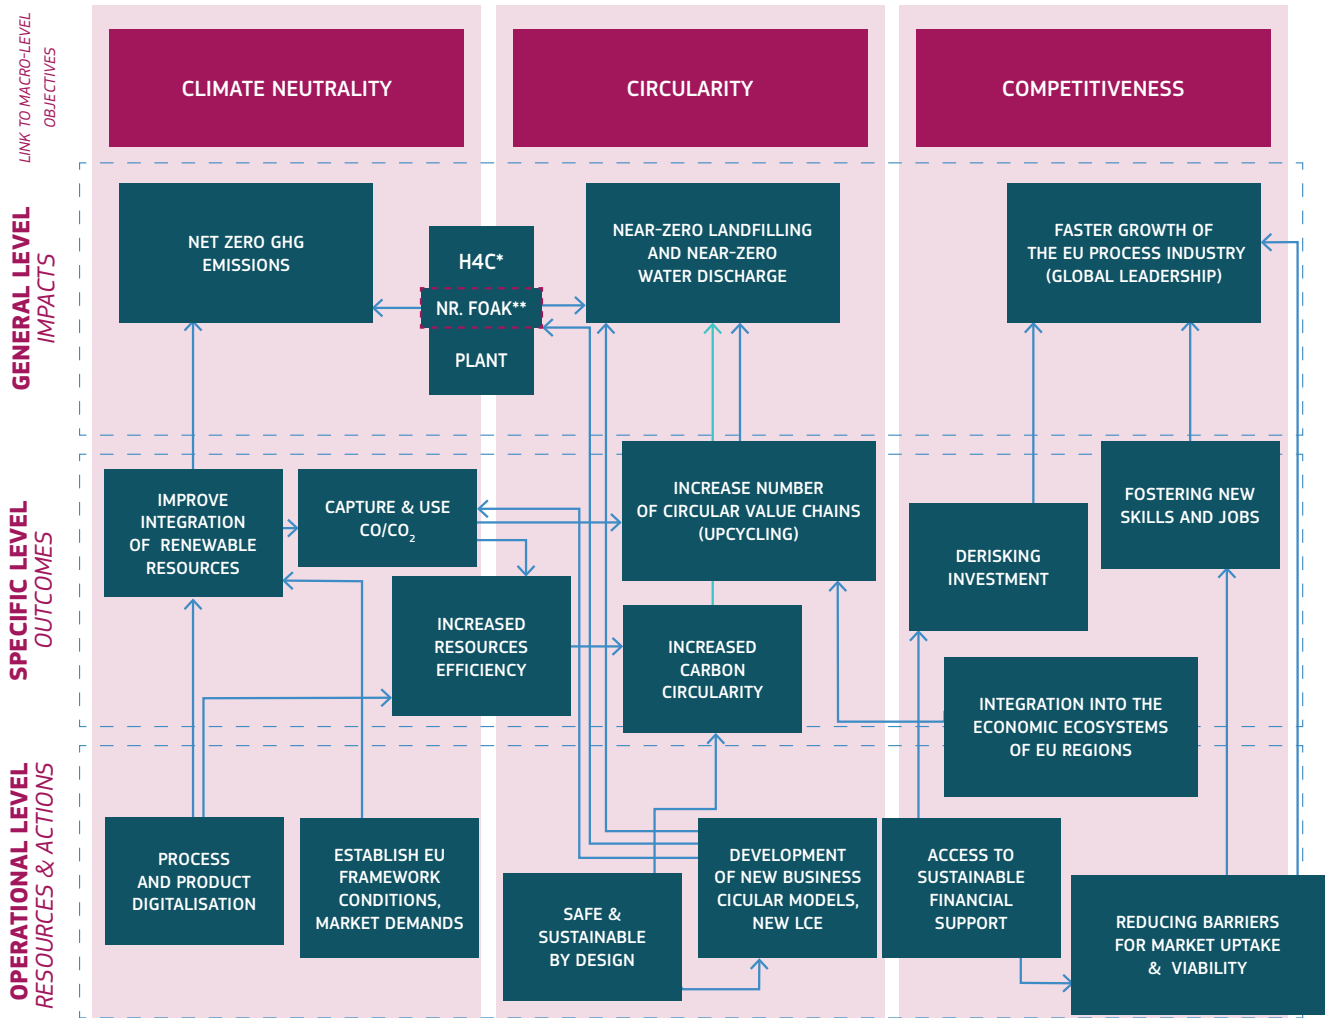 LINK TO MACRO-LEVEL
OBJECTIVES
CLIMATE NEUTRALITY
CIRCULARITY
COMPETITIVENESS
GENERAL LEVEL
IMPACTS
NET ZERO GHG
EMISSIONS
H4C*
NR. FOAK**
PLANT
NEAR-ZERO LANDFILLING
AND NEAR-ZERO
WATER DISCHARGE
FASTER GROWTH OF
THE EU PROCESS INDUSTRY
(GLOBAL LEADERSHIP)
SPECIFIC LEVEL
OUTCOMES
IMPROVE
INTEGRATION
OF RENEWABLE
RESOURCES
CAPTURE & USE
CO/CO₂
INCREASED
RESOURCES
EFFICIENCY
INCREASE NUMBER
OF CIRCULAR VALUE CHAINS
(UPCYCLING)
INCREASED
CARBON
CIRCULARITY
DERISKING
INVESTMENT
FOSTERING NEW
SKILLS AND JOBS
INTEGRATION INTO THE
ECONOMIC ECOSYSTEMS
OF EU REGIONS
OPERATIONAL LEVEL
RESOURCES & ACTIONS
PROCESS
AND PRODUCT
DIGITALISATION
ESTABLISH EU
FRAMEWORK
CONDITIONS,
MARKET DEMANDS
SAFE &
SUSTAINABLE
BY DESIGN
DEVELOPMENT
OF NEW BUSINESS
CICULAR MODELS,
NEW LCE
ACCESS TO
SUSTAINABLE
FINANCIAL
SUPPORT
REDUCING BARRIERS
FOR MARKET UPTAKE
& VIABILITY